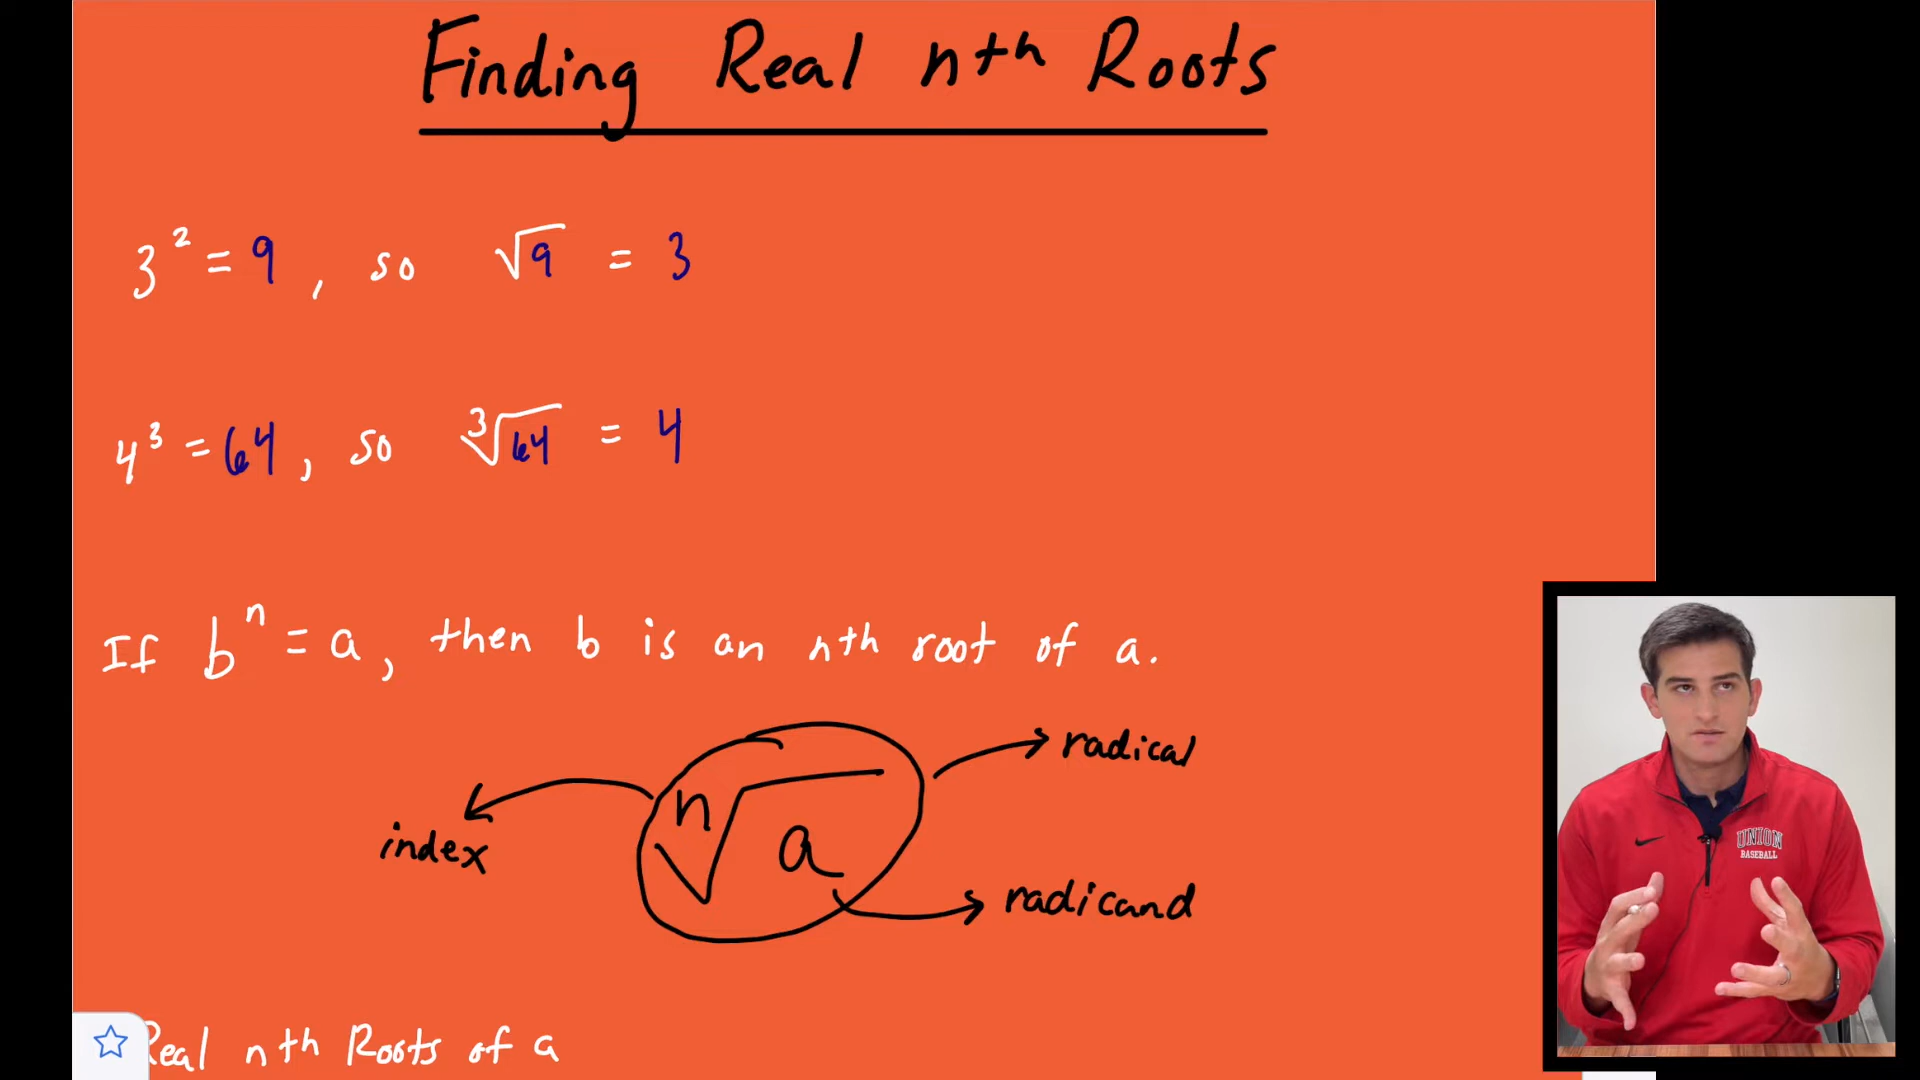 Finding Real nth Roots
3² = 9, so √9 = 3
4³ = 64, so ∛64 = 4
If bⁿ = a, then b is an nth root of a.
radical
n√a
index
radicand
Real nth Roots of a
UNION
BASEBALL